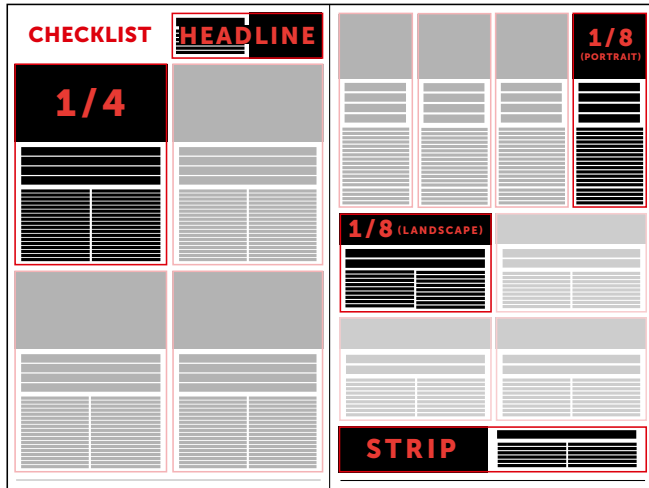 CHECKLIST
HEADLINE
1/4
1/8
(PORTRAIT)
1/8 (LANDSCAPE)
STRIP